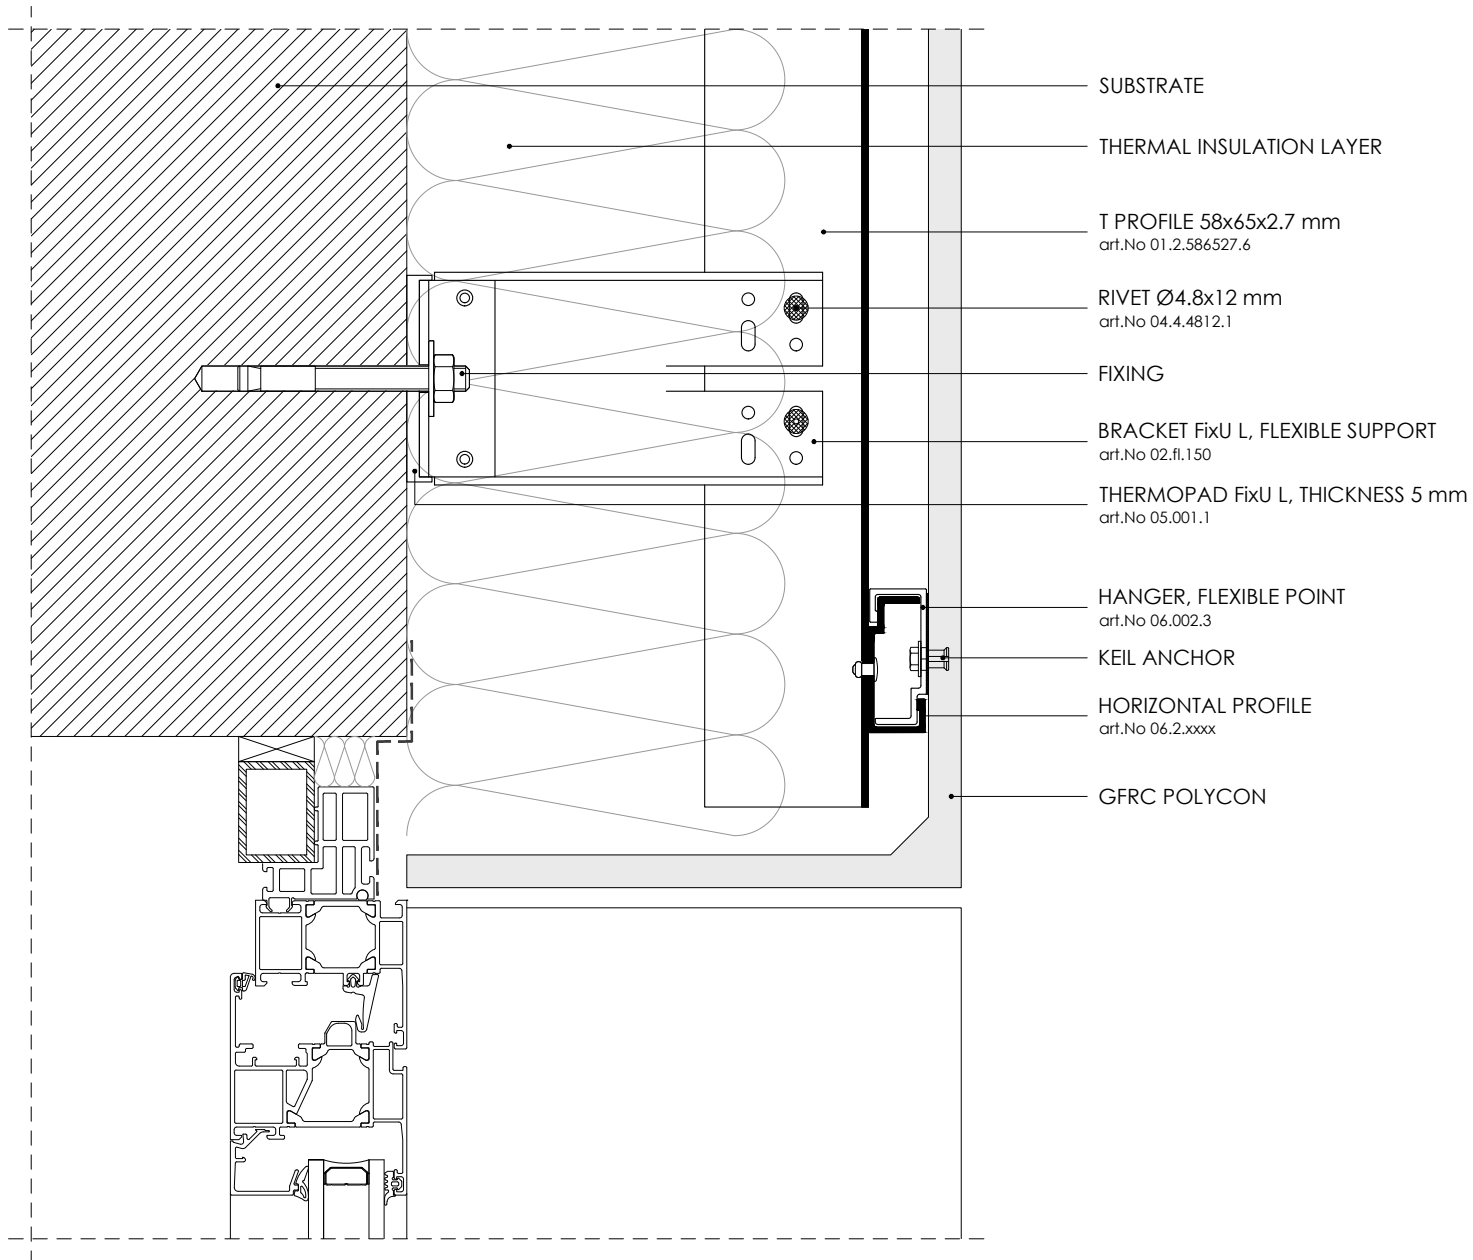 SUBSTRATE
THERMAL INSULATION LAYER
T PROFILE 58x65x2.7 mm
art.No 01.2.586527.6
RIVET Ø4.8x12 mm
art.No 04.4.4812.1
FIXING
BRACKET FixU L, FLEXIBLE SUPPORT
art.No 02.fl.150
THERMOPAD FixU L, THICKNESS 5 mm
art.No 05.001.1
HANGER, FLEXIBLE POINT
art.No 06.002.3
KEIL ANCHOR
HORIZONTAL PROFILE
art.No 06.2.xxxx
GFRC POLYCON